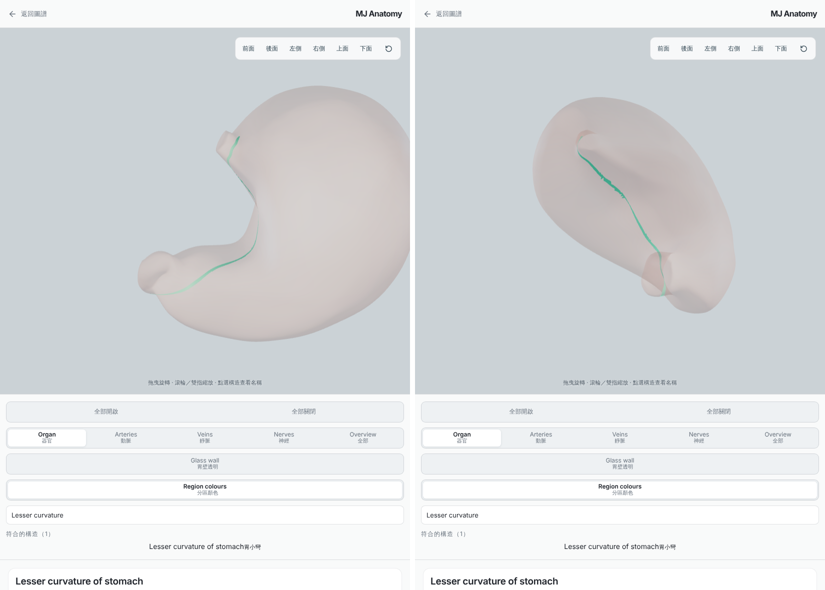 返回圖譜
MJ Anatomy
前面 後面 左側 右側 上面 下面
拖曳旋轉 · 滾輪／雙指縮放 · 點選構造查看名稱
全部開啟 全部關閉
Organ Arteries Veins Nerves Overview
器官 動脈 靜脈 神經 全部
Glass wall
胃壁透明
Region colours
分區顏色
Lesser curvature
符合的構造（1）
Lesser curvature of stomach胃小彎
Lesser curvature of stomach
返回圖譜
MJ Anatomy
前面 後面 左側 右側 上面 下面
拖曳旋轉 · 滾輪／雙指縮放 · 點選構造查看名稱
全部開啟 全部關閉
Organ Arteries Veins Nerves Overview
器官 動脈 靜脈 神經 全部
Glass wall
胃壁透明
Region colours
分區顏色
Lesser curvature
符合的構造（1）
Lesser curvature of stomach胃小彎
Lesser curvature of stomach